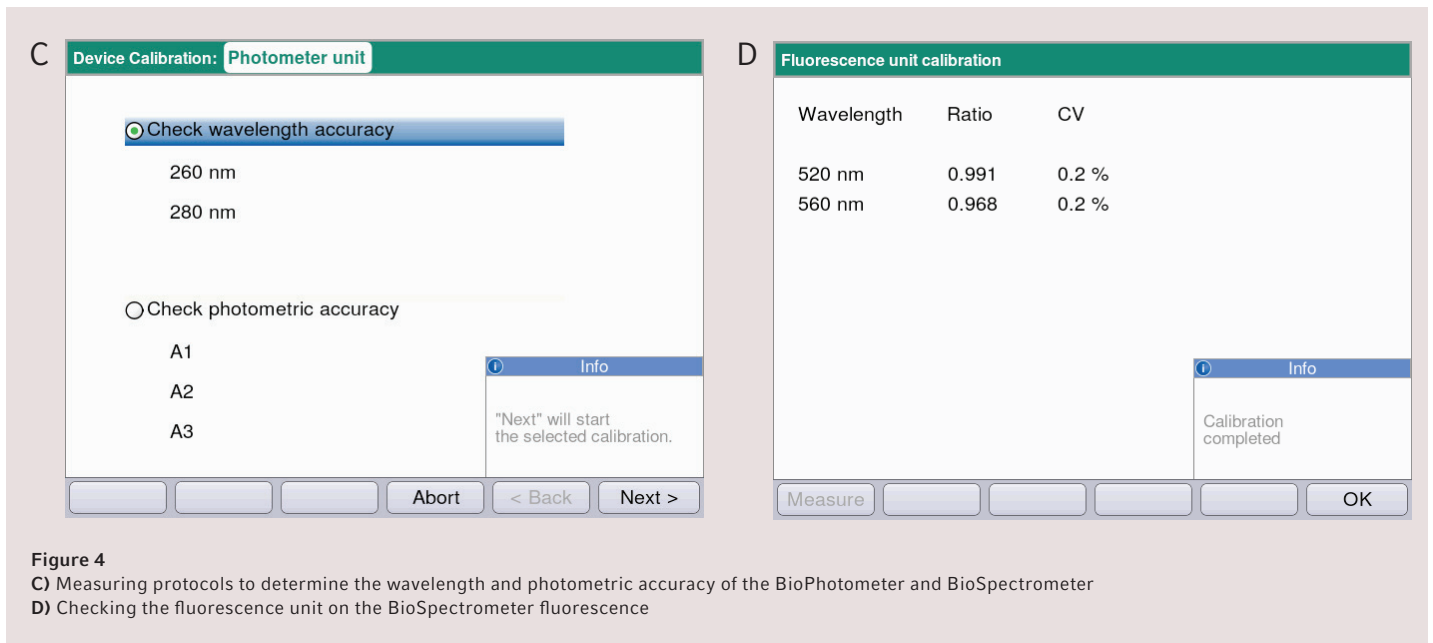 C
Device Calibration: Photometer unit
Check wavelength accuracy
260 nm
280 nm
Check photometric accuracy
A1
A2
A3
Info
"Next" will start
the selected calibration.
Abort
< Back
Next >
D
Fluorescence unit calibration
Wavelength Ratio CV
520 nm 0.991 0.2 %
560 nm 0.968 0.2 %
Info
Calibration
completed
Measure
OK
Figure 4
C) Measuring protocols to determine the wavelength and photometric accuracy of the BioPhotometer and BioSpectrometer
D) Checking the fluorescence unit on the BioSpectrometer fluorescence